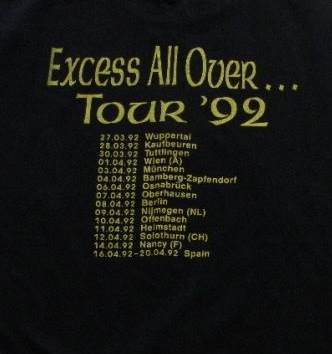 Excess All Over...
Tour '92
27.03.92 Wuppertal
28.03.92 Kaufbeuren
30.03.92 Tuttlingen
01.04.92 Wien (A)
03.04.92 München
04.04.92 Bamberg-Zapfendorf
06.04.92 Osnabrück
07.04.92 Oberhausen
08.04.92 Berlin
09.04.92 Nijmegen (NL)
10.04.92 Offenbach
11.04.92 Helmstadt
12.04.92 Solothurn (CH)
14.04.92 Nancy (F)
16.04.92-20.04.92 Spain